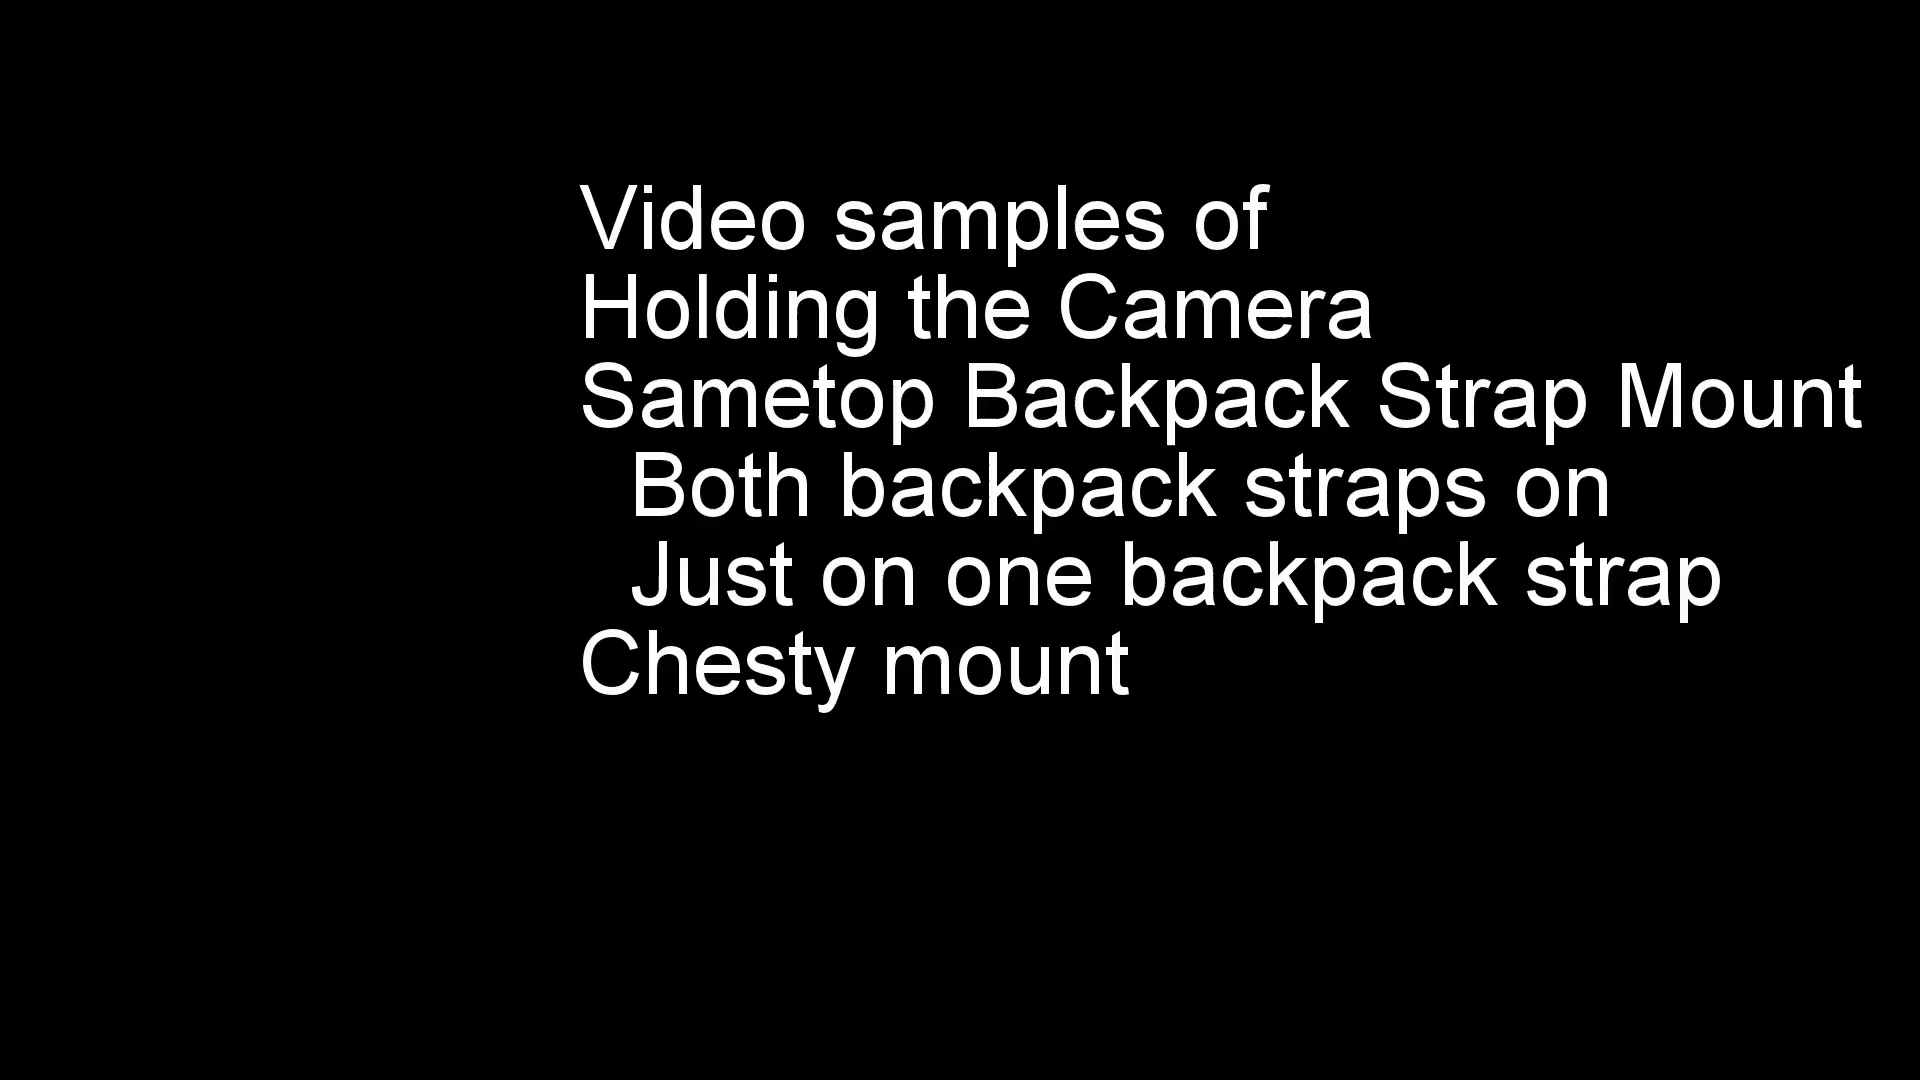 Video samples of
Holding the Camera
Sametop Backpack Strap Mount
Both backpack straps on
Just on one backpack strap
Chesty mount